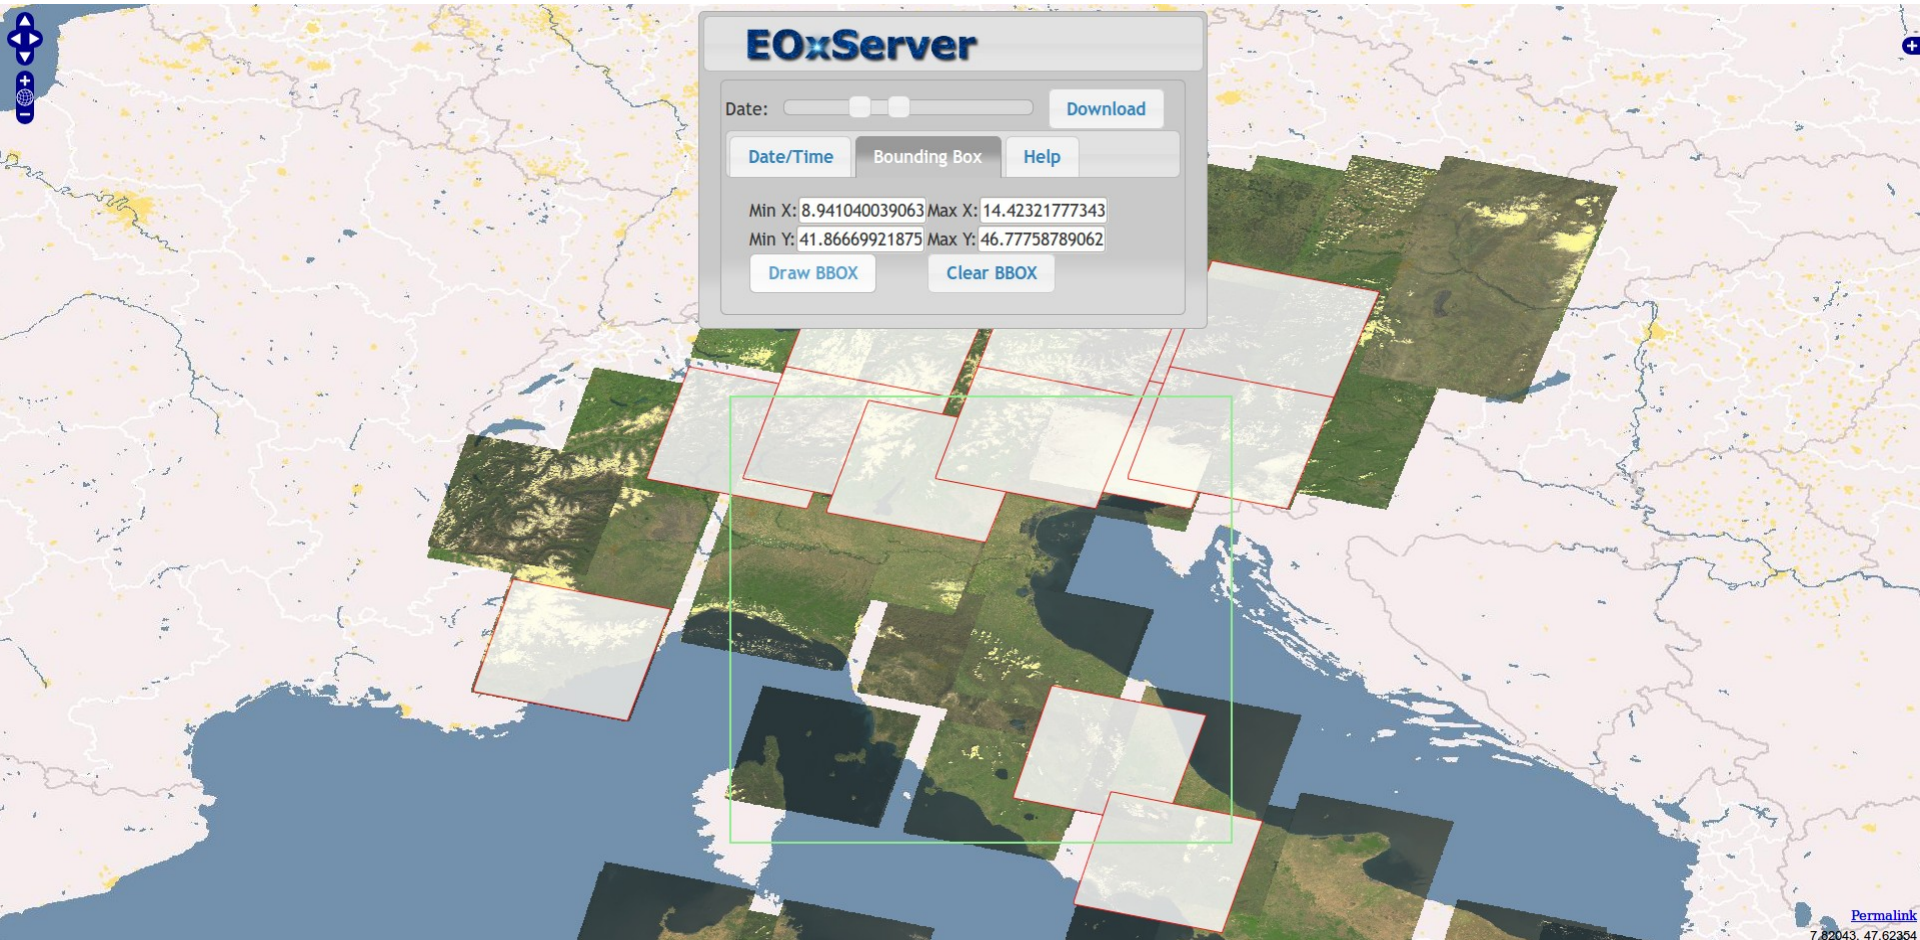 EOxServer
Date: Download
Date/Time Bounding Box Help
Min X: 8.941040039063 Max X: 14.42321777343
Min Y: 41.86669921875 Max Y: 46.77758789062
Draw BBOX Clear BBOX
Permalink
7.82043, 47.62354